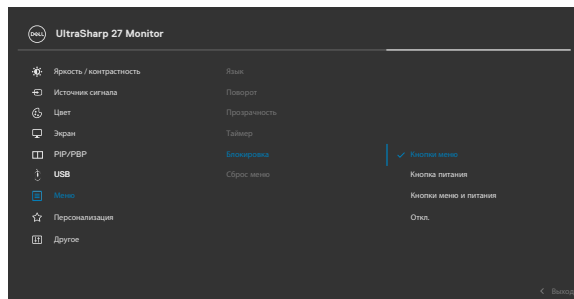 DELL UltraSharp 27 Monitor
Яркость / контрастность Язык
Источник сигнала Поворот
Цвет Прозрачность
Экран Таймер
PIP/PBP Блокировка Кнопки меню
USB Сброс меню Кнопка питания
Меню Кнопки меню и питания
Персонализация Откл.
Другое
Выход